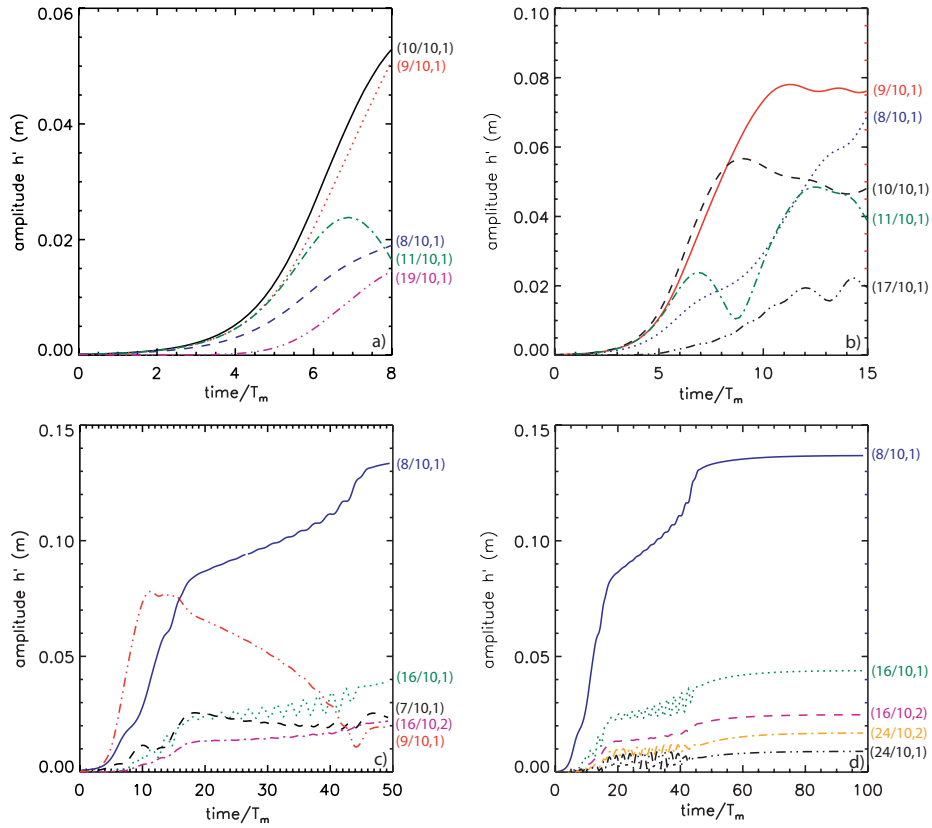 0.06
0.04
0.02
0.00
amplitude h' (m)
0 2 4 6 8
time/Tm
(10/10,1)
(9/10,1)
(8/10,1)
(11/10,1)
(19/10,1)
a)
0.10
0.08
0.06
0.04
0.02
0.00
amplitude h' (m)
0 5 10 15
time/Tm
(9/10,1)
(8/10,1)
(10/10,1)
(11/10,1)
(17/10,1)
b)
0.15
0.10
0.05
0.00
amplitude h' (m)
0 10 20 30 40 50
time/Tm
(8/10,1)
(16/10,1)
(7/10,1)
(16/10,2)
(9/10,1)
c)
0.15
0.10
0.05
0.00
amplitude h' (m)
0 20 40 60 80 100
time/Tm
(8/10,1)
(16/10,1)
(16/10,2)
(24/10,2)
(24/10,1)
d)